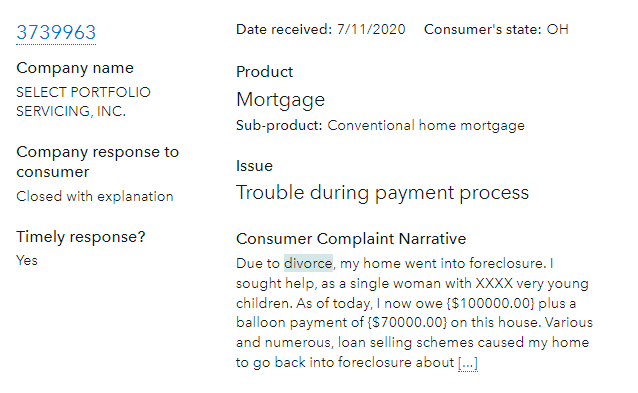 3739963
Company name
SELECT PORTFOLIO
SERVICING, INC.
Company response to
consumer
Closed with explanation
Timely response?
Yes
Date received: 7/11/2020 Consumer's state: OH
Product
Mortgage
Sub-product: Conventional home mortgage
Issue
Trouble during payment process
Consumer Complaint Narrative
Due to divorce, my home went into foreclosure. I
sought help, as a single woman with XXXX very young
children. As of today, I now owe {$100000.00} plus a
balloon payment of {$70000.00} on this house. Various
and numerous, loan selling schemes caused my home
to go back into foreclosure about [...]